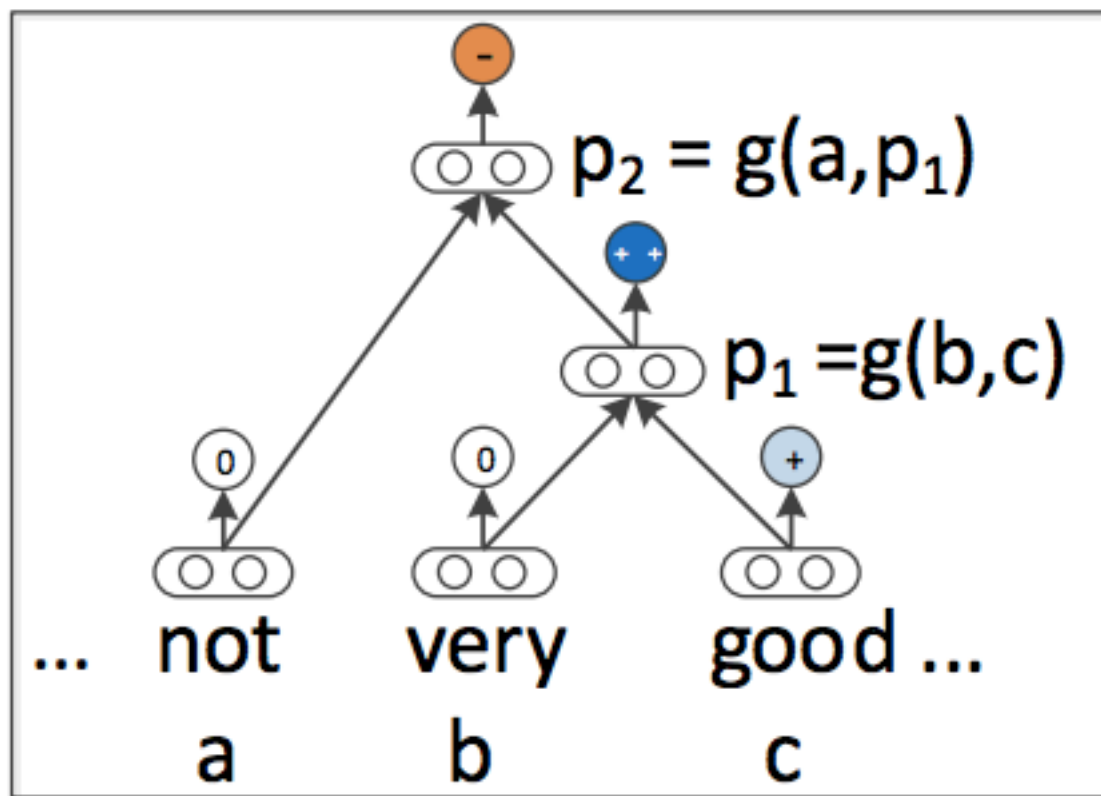 -
p₂ = g(a,p₁)
+ +
p₁ =g(b,c)
0 0 +
... not very good ...
a b c